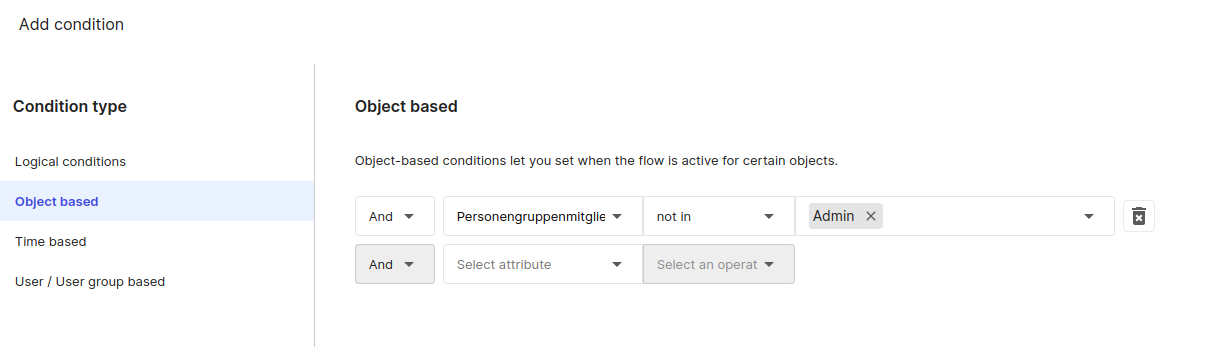 Add condition
Condition type
Logical conditions
Object based
Time based
User / User group based
Object based
Object-based conditions let you set when the flow is active for certain objects.
And Personengruppenmitglie not in Admin
And Select attribute Select an operat